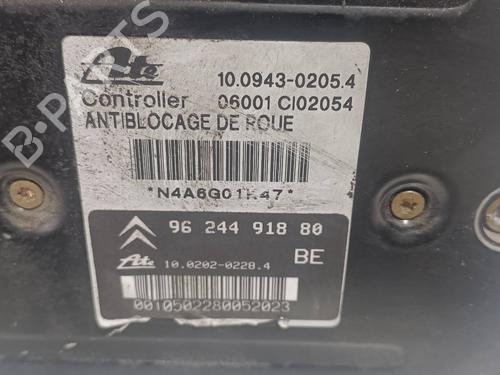 Ate 10.0943-0205.4
Controller 06001 CI02054
ANTIBLOCAGE DE ROUE
96 244 918 80
Ate 10.0202-0228.4 BE
0010502280052023
B-PARTS